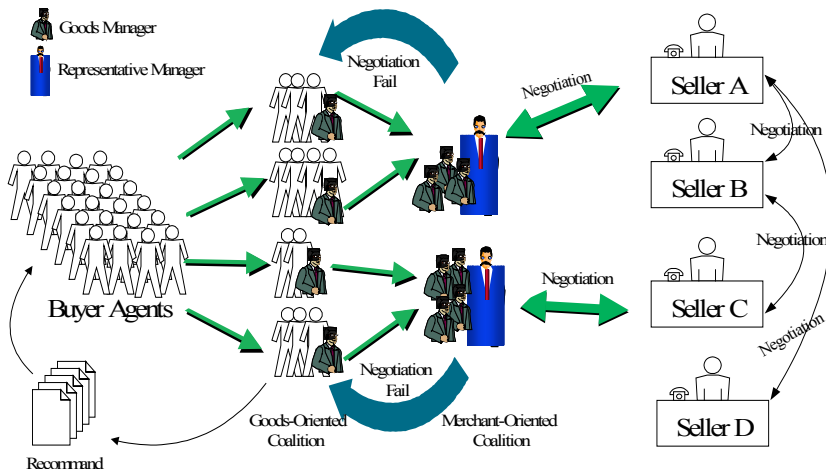 Goods Manager
Representative Manager
Negotiation
Fail
Negotiation
Seller A
Negotiation
Seller B
Negotiation
Buyer Agents
Negotiation
Seller C
Negotiation
Negotiation
Fail
Goods-Oriented
Coalition
Merchant-Oriented
Coalition
Seller D
Recommand